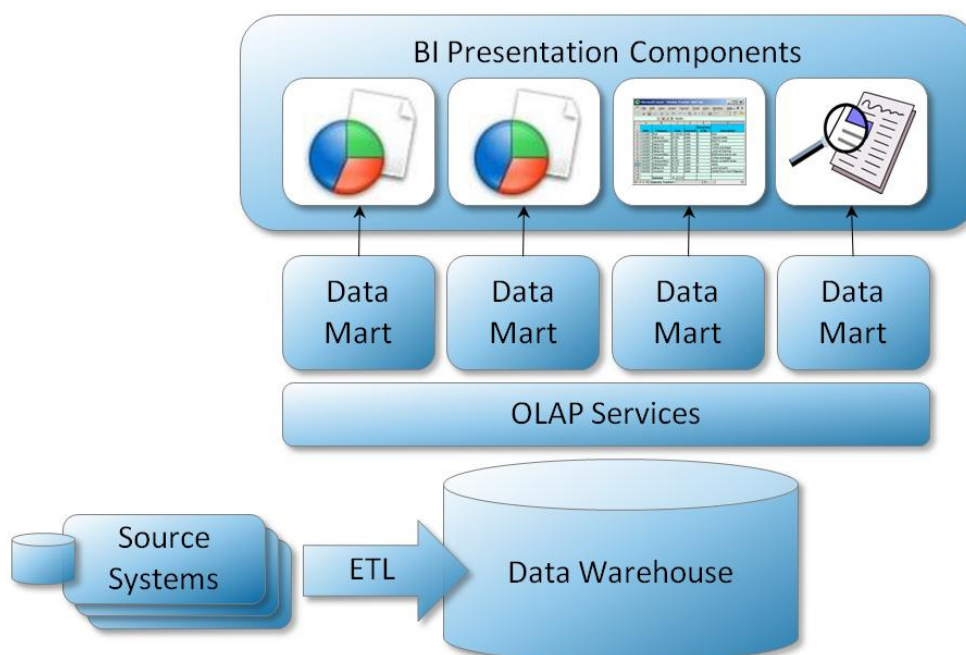 BI Presentation Components
Data
Mart
Data
Mart
Data
Mart
Data
Mart
OLAP Services
Source
Systems
ETL
Data Warehouse